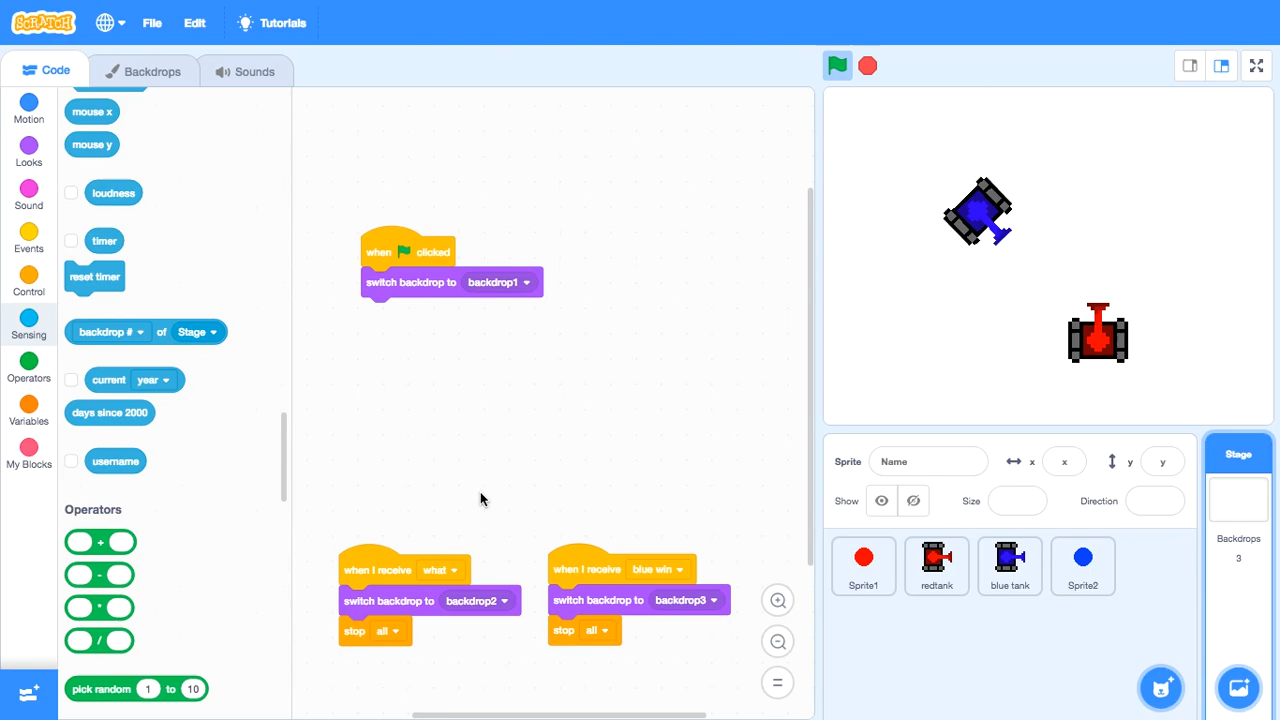 SCRATCH File Edit Tutorials
Code Backdrops Sounds
Motion
Looks
Sound
Events
Control
Sensing
Operators
Variables
My Blocks
mouse x
mouse y
loudness
timer
reset timer
backdrop # of Stage
current year
days since 2000
username
Operators
+
-
*
/
pick random 1 to 10
when clicked
switch backdrop to backdrop1
when I receive what
switch backdrop to backdrop2
stop all
when I receive blue win
switch backdrop to backdrop3
stop all
Sprite Name x x y y
Show Size Direction
Sprite1 redtank blue tank Sprite2
Stage
Backdrops
3